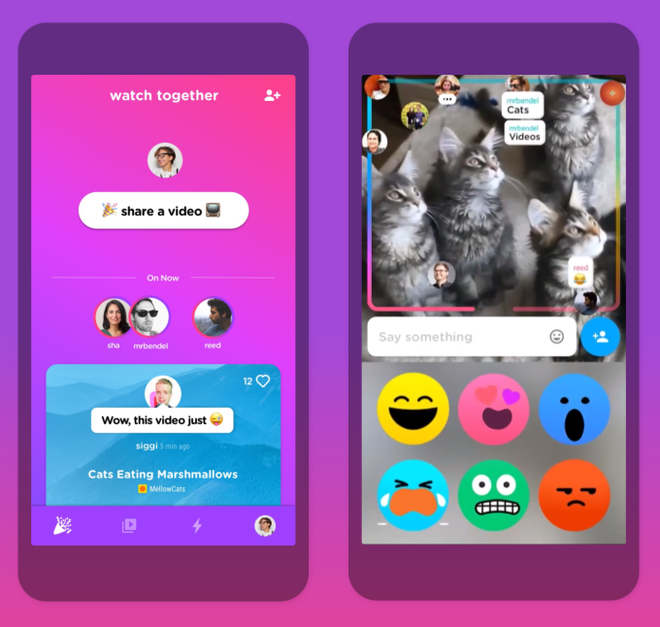 watch together
🎉 share a video 📺
On Now
sha
mrbendel
reed
12
Wow, this video just 😜
siggi 5 min ago
Cats Eating Marshmallows
MellowCats
mrbendel
Cats
mrbendel
Videos
reed
😂
Say something